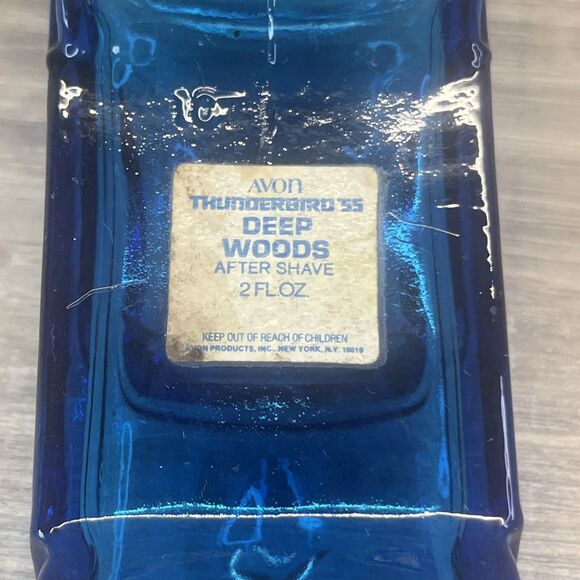 AVON
THUNDERBIRD '55
DEEP
WOODS
AFTER SHAVE
2 FL.OZ.
KEEP OUT OF REACH OF CHILDREN
AVON PRODUCTS, INC., NEW YORK, N.Y. 10019